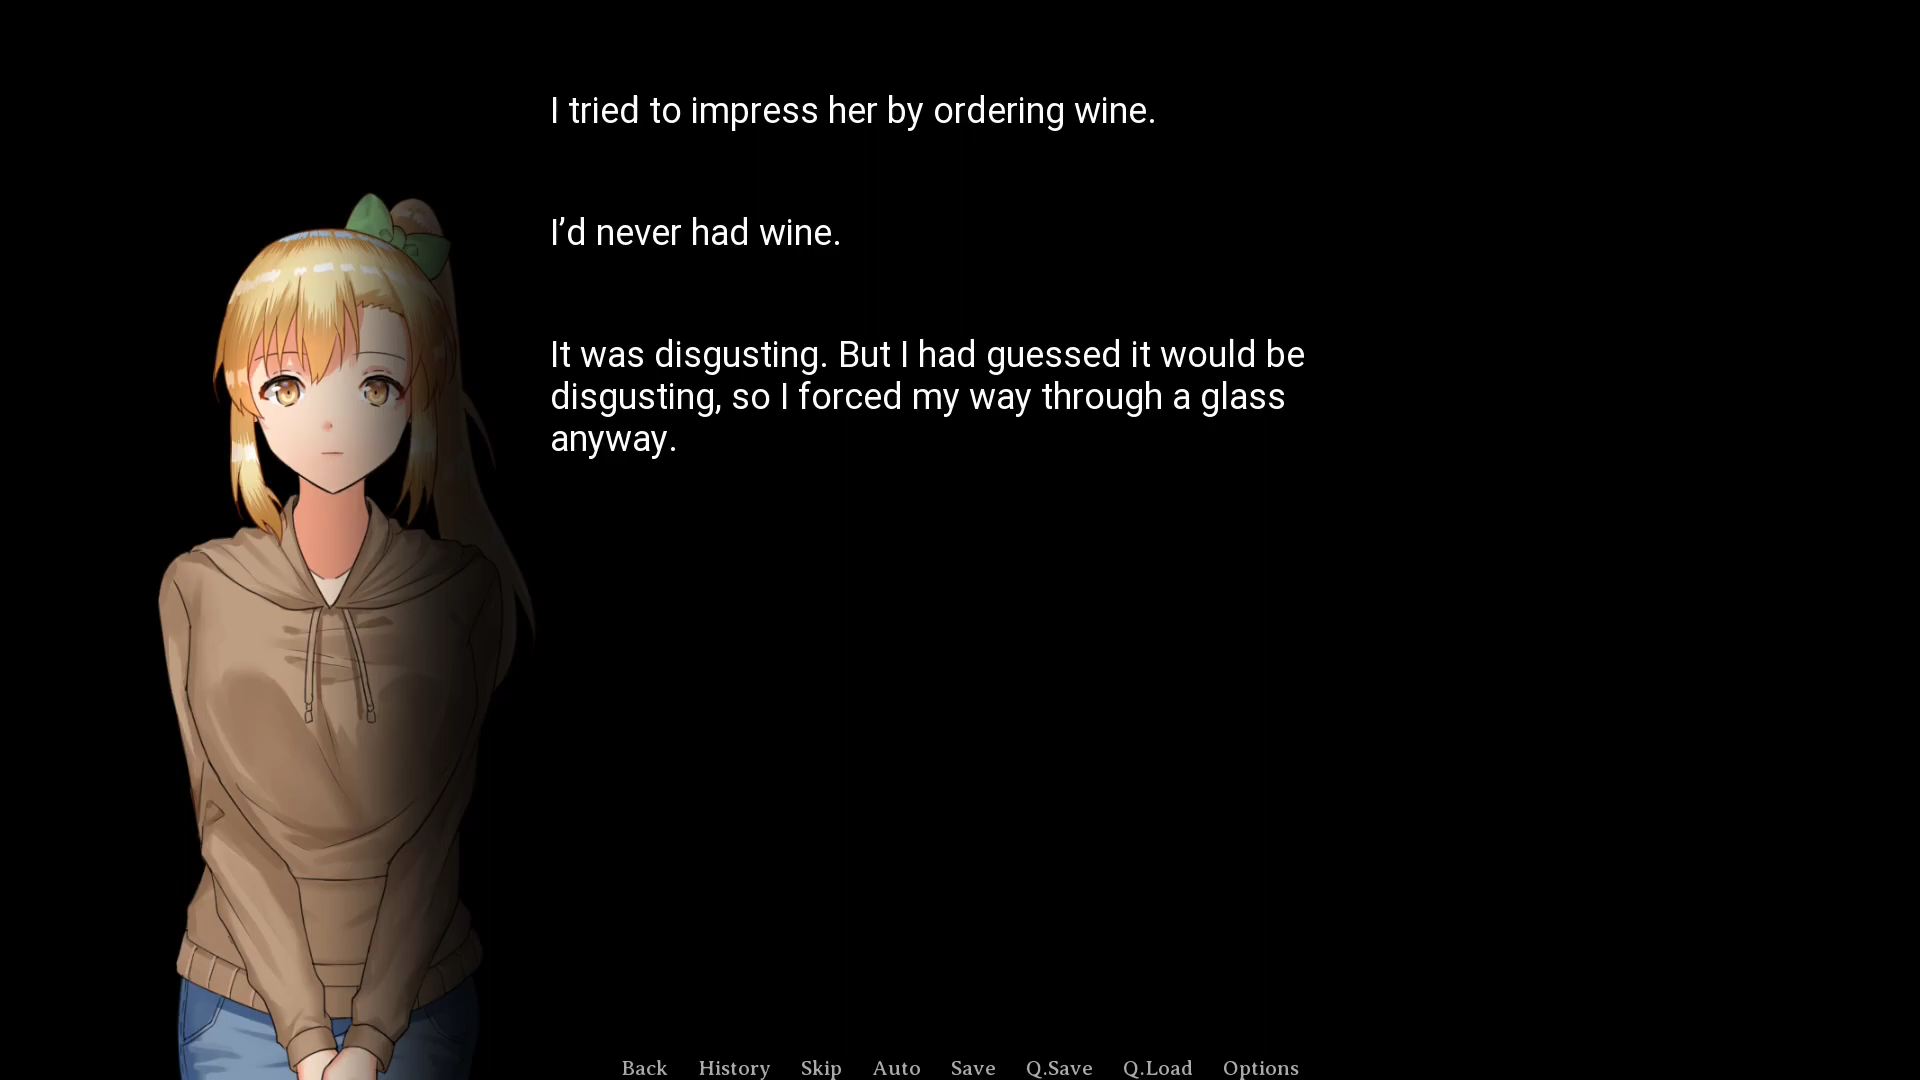 I tried to impress her by ordering wine.
I’d never had wine.
It was disgusting. But I had guessed it would be
disgusting, so I forced my way through a glass
anyway.
Back History Skip Auto Save Q.Save Q.Load Options